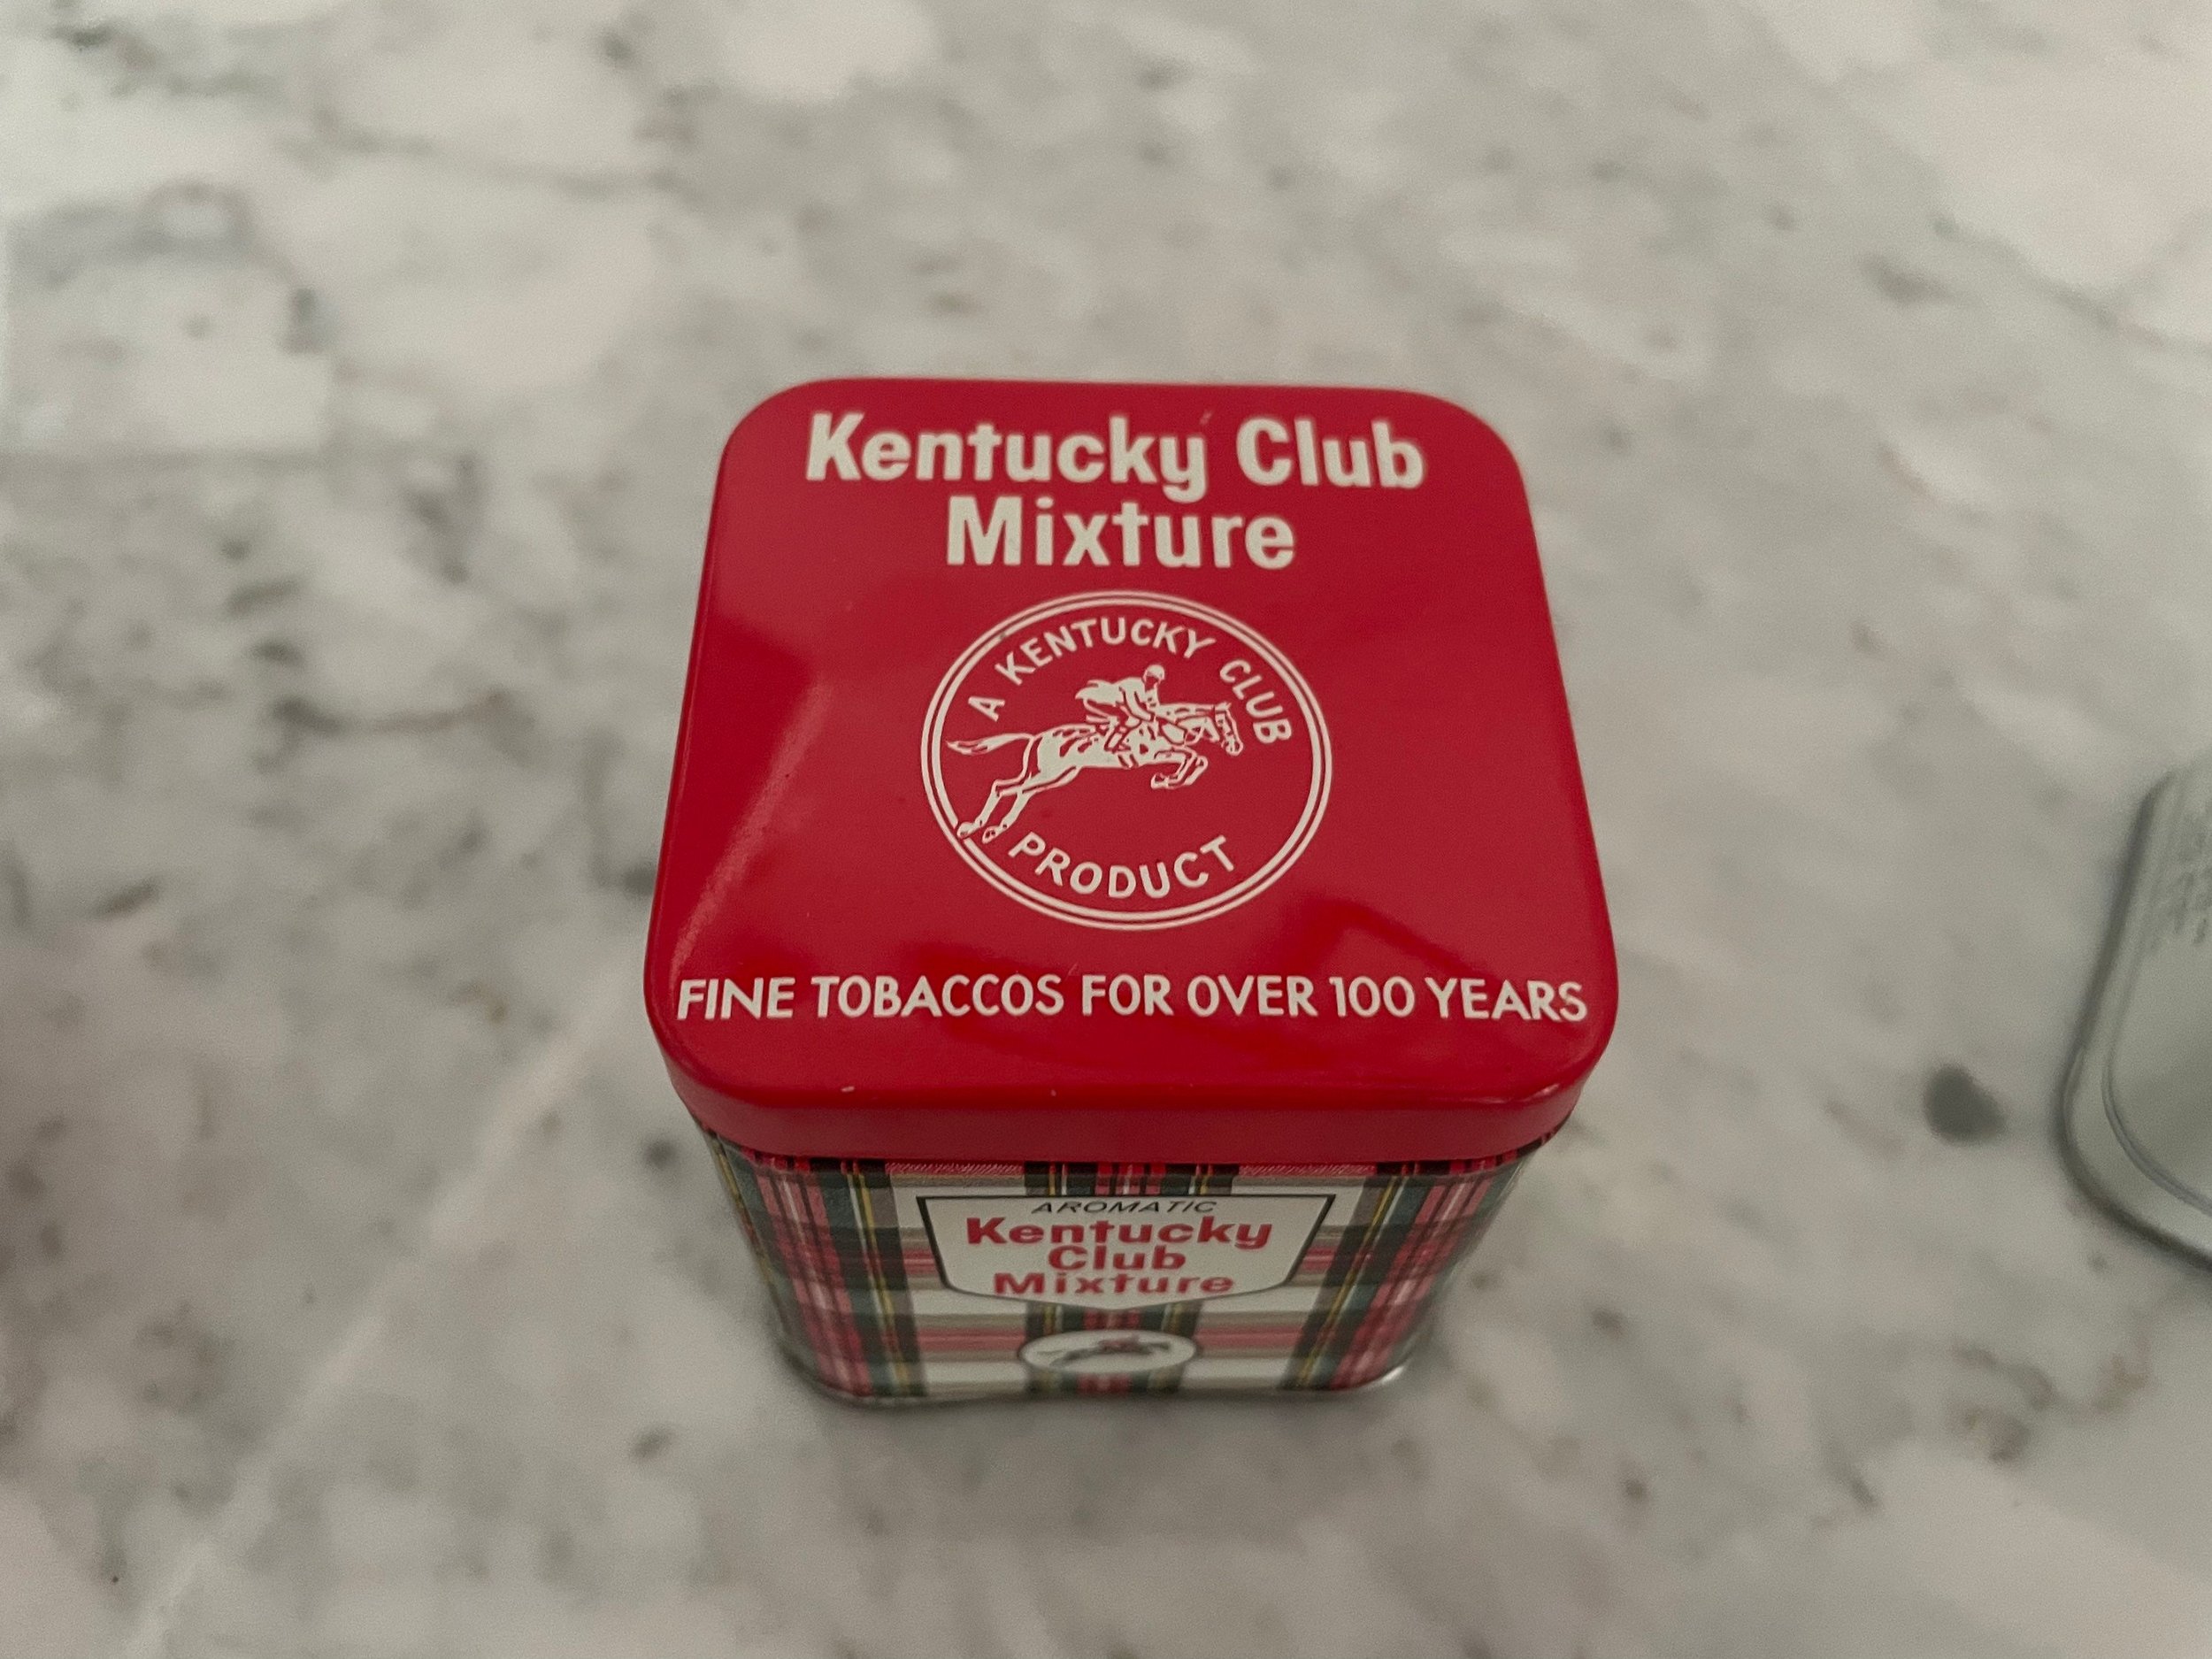 Kentucky Club
Mixture
A KENTUCKY CLUB
PRODUCT
FINE TOBACCOS FOR OVER 100 YEARS
AROMATIC
Kentucky
Club
Mixture